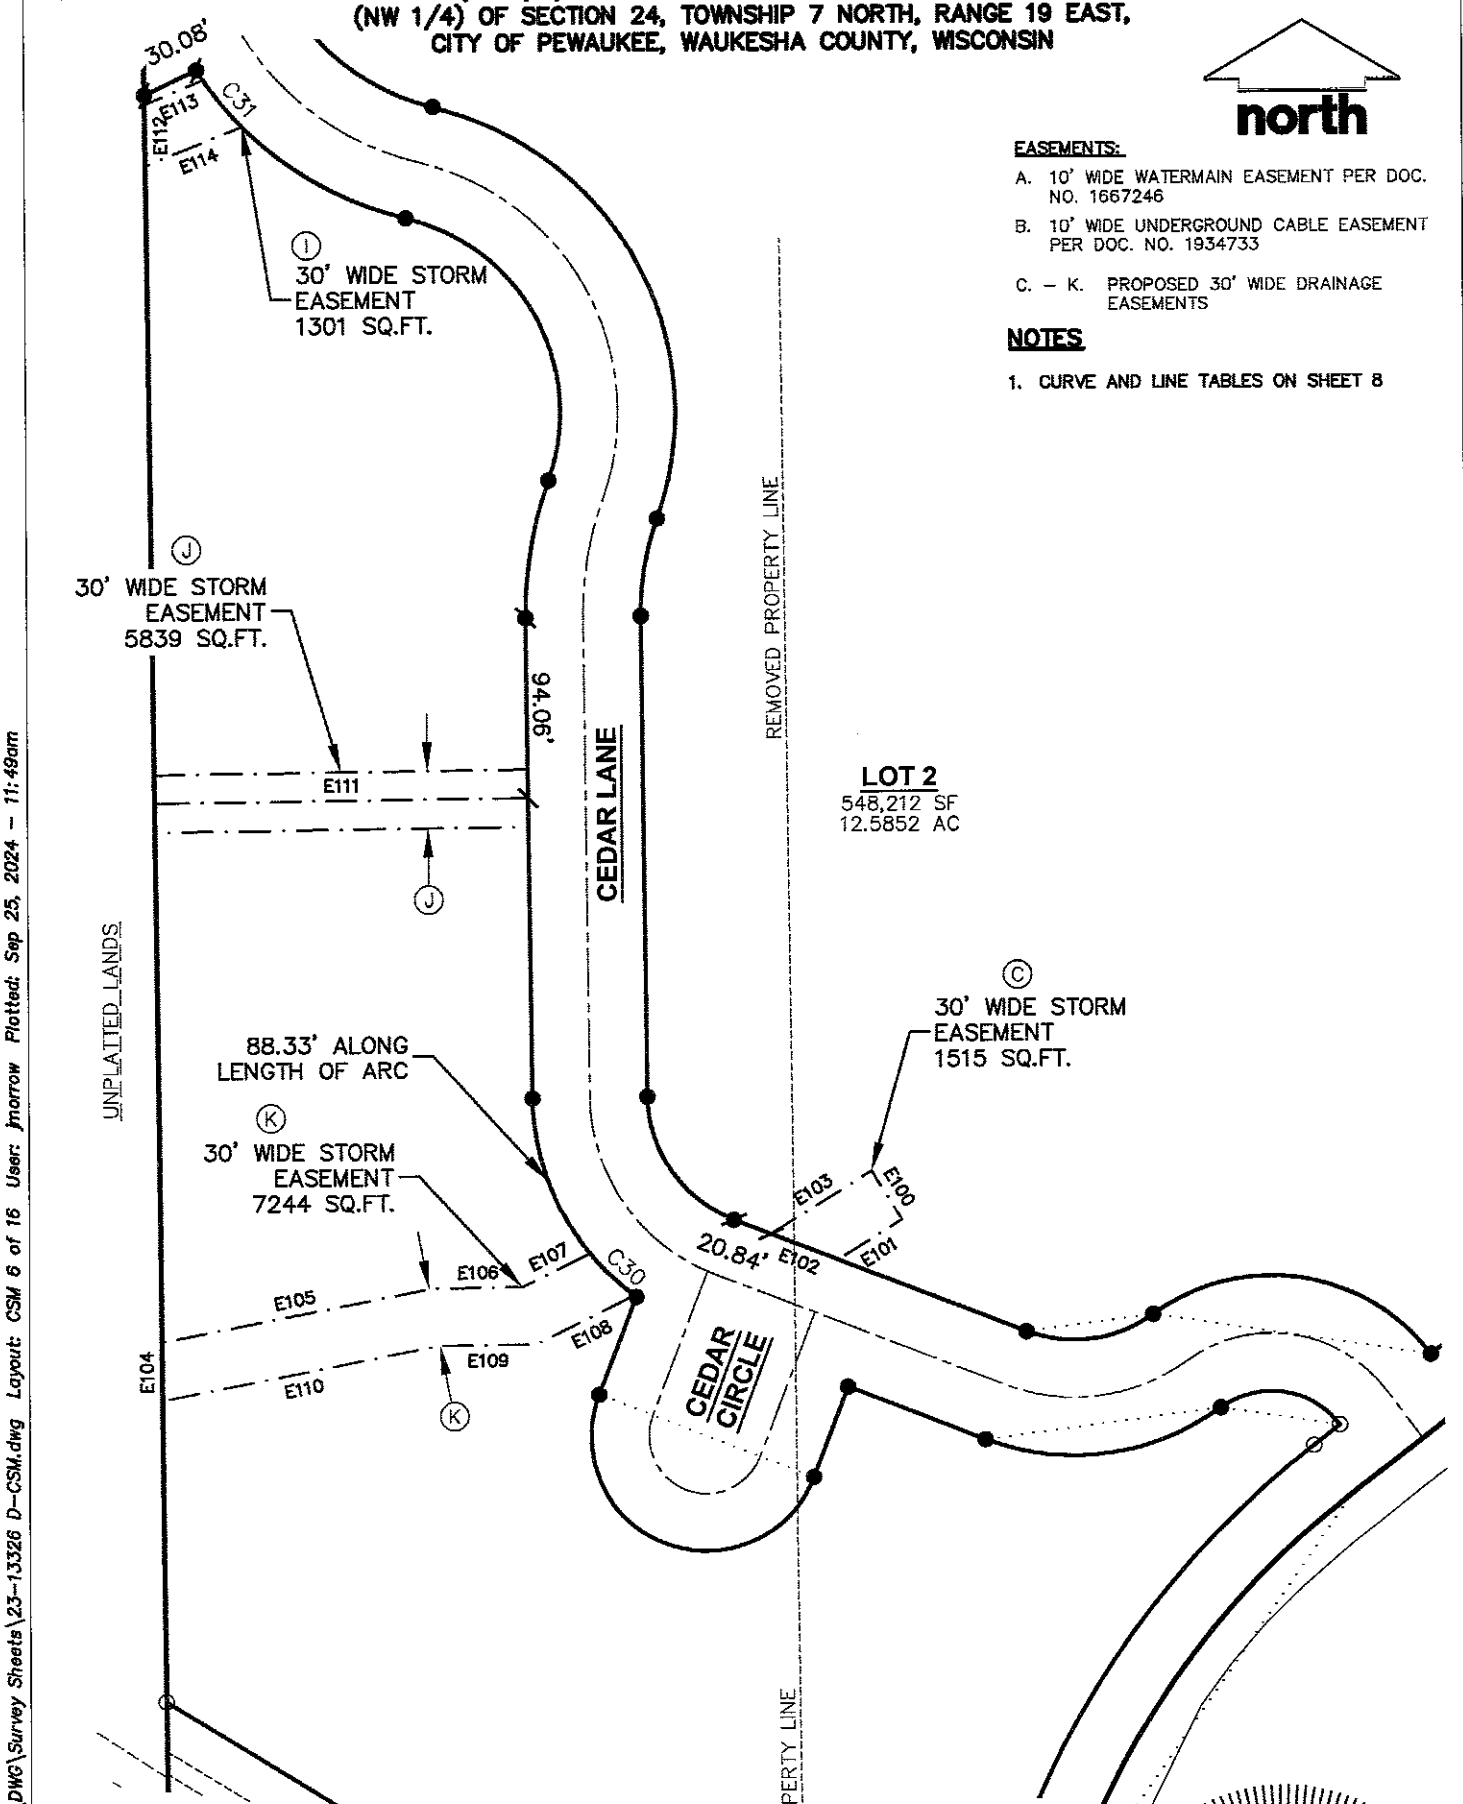 (NW 1/4) OF SECTION 24, TOWNSHIP 7 NORTH, RANGE 19 EAST,
CITY OF PEWAUKEE, WAUKESHA COUNTY, WISCONSIN
north
EASEMENTS:
A. 10' WIDE WATERMAIN EASEMENT PER DOC.
NO. 1667246
B. 10' WIDE UNDERGROUND CABLE EASEMENT
PER DOC. NO. 1934733
C. - K. PROPOSED 30' WIDE DRAINAGE
EASEMENTS
NOTES
1. CURVE AND LINE TABLES ON SHEET 8
30.08'
C31
E113
E112
E114
I
30' WIDE STORM
EASEMENT
1301 SQ.FT.
J
30' WIDE STORM
EASEMENT
5839 SQ.FT.
REMOVED PROPERTY LINE
94.06'
CEDAR LANE
E111
J
LOT 2
548,212 SF
12.5852 AC
UNPLATTED LANDS
C
30' WIDE STORM
EASEMENT
1515 SQ.FT.
88.33' ALONG
LENGTH OF ARC
K
30' WIDE STORM
EASEMENT
7244 SQ.FT.
E103
E100
E101
E102
20.84'
C30
E107
E106
E105
E108
E109
E110
E104
K
CEDAR
CIRCLE
PERTY LINE
DWG\Survey Sheets\23-13326 D-CSM.dwg Layout: CSM 6 of 16 User: jmorrow Plotted: Sep 25, 2024 - 11:49am